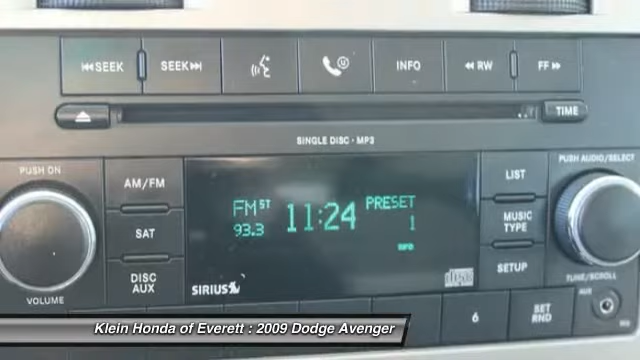 SEEK SEEK INFO RW FF
TIME
SINGLE DISC · MP3
PUSH ON PUSH AUDIO/SELECT
AM/FM LIST
FM ST 11:24 PRESET
93.3 1
SAT MUSIC TYPE
DISC AUX SETUP
SIRIUS
VOLUME TUNE/SCROLL
AUX
6 SET RND
Klein Honda of Everett : 2009 Dodge Avenger